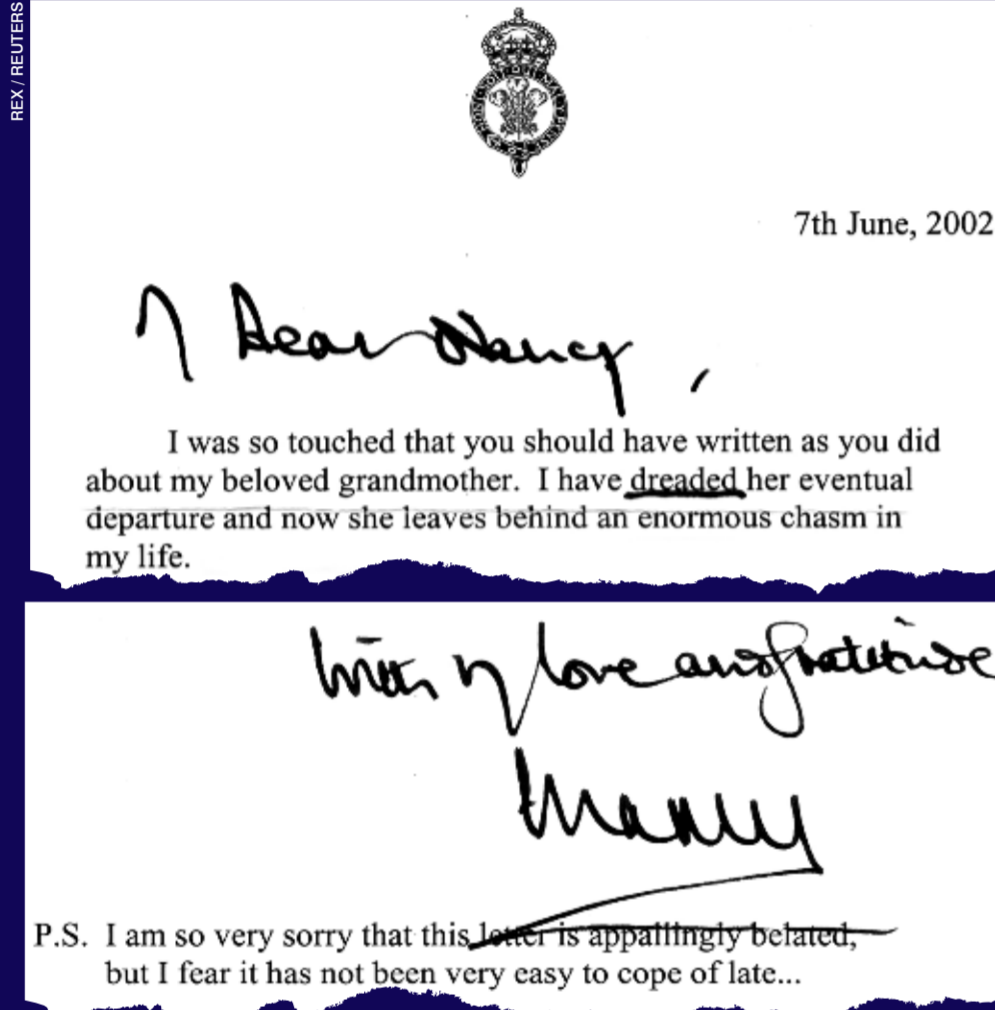 REX / REUTERS
7th June, 2002
Dear Nancy,
I was so touched that you should have written as you did
about my beloved grandmother. I have dreaded her eventual
departure and now she leaves behind an enormous chasm in
my life.
With love and gratitude
P.S. I am so very sorry that this letter is appallingly belated,
but I fear it has not been very easy to cope of late...